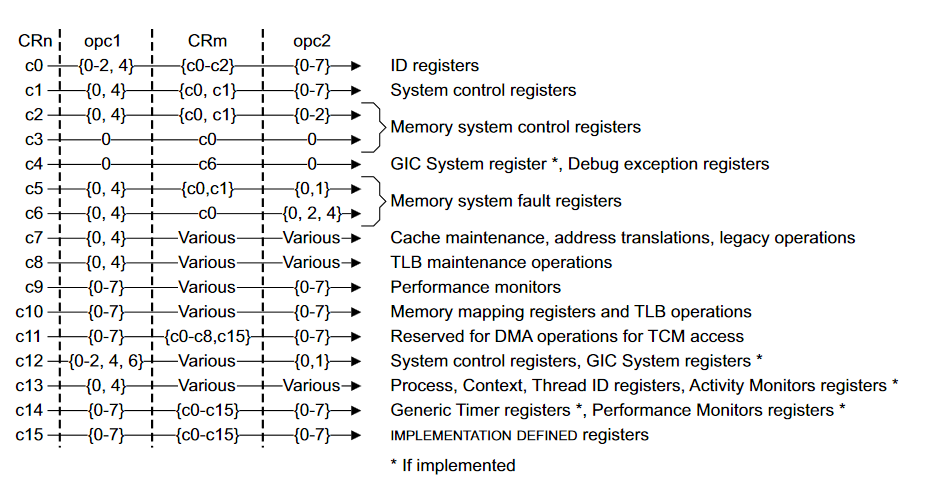 CRn opc1 CRm opc2
c0 {0-2, 4} {c0-c2} {0-7} ID registers
c1 {0, 4} {c0, c1} {0-7} System control registers
c2 {0, 4} {c0, c1} {0-2}
Memory system control registers
c3 0 c0 0
c4 0 c6 0 GIC System register *, Debug exception registers
c5 {0, 4} {c0,c1} {0,1}
Memory system fault registers
c6 {0, 4} c0 {0, 2, 4}
c7 {0, 4} Various Various Cache maintenance, address translations, legacy operations
c8 {0, 4} Various Various TLB maintenance operations
c9 {0-7} Various {0-7} Performance monitors
c10 {0-7} Various {0-7} Memory mapping registers and TLB operations
c11 {0-7} {c0-c8,c15} {0-7} Reserved for DMA operations for TCM access
c12 {0-2, 4, 6} Various {0,1} System control registers, GIC System registers *
c13 {0, 4} Various Various Process, Context, Thread ID registers, Activity Monitors registers *
c14 {0-7} {c0-c15} {0-7} Generic Timer registers *, Performance Monitors registers *
c15 {0-7} {c0-c15} {0-7} IMPLEMENTATION DEFINED registers
* If implemented